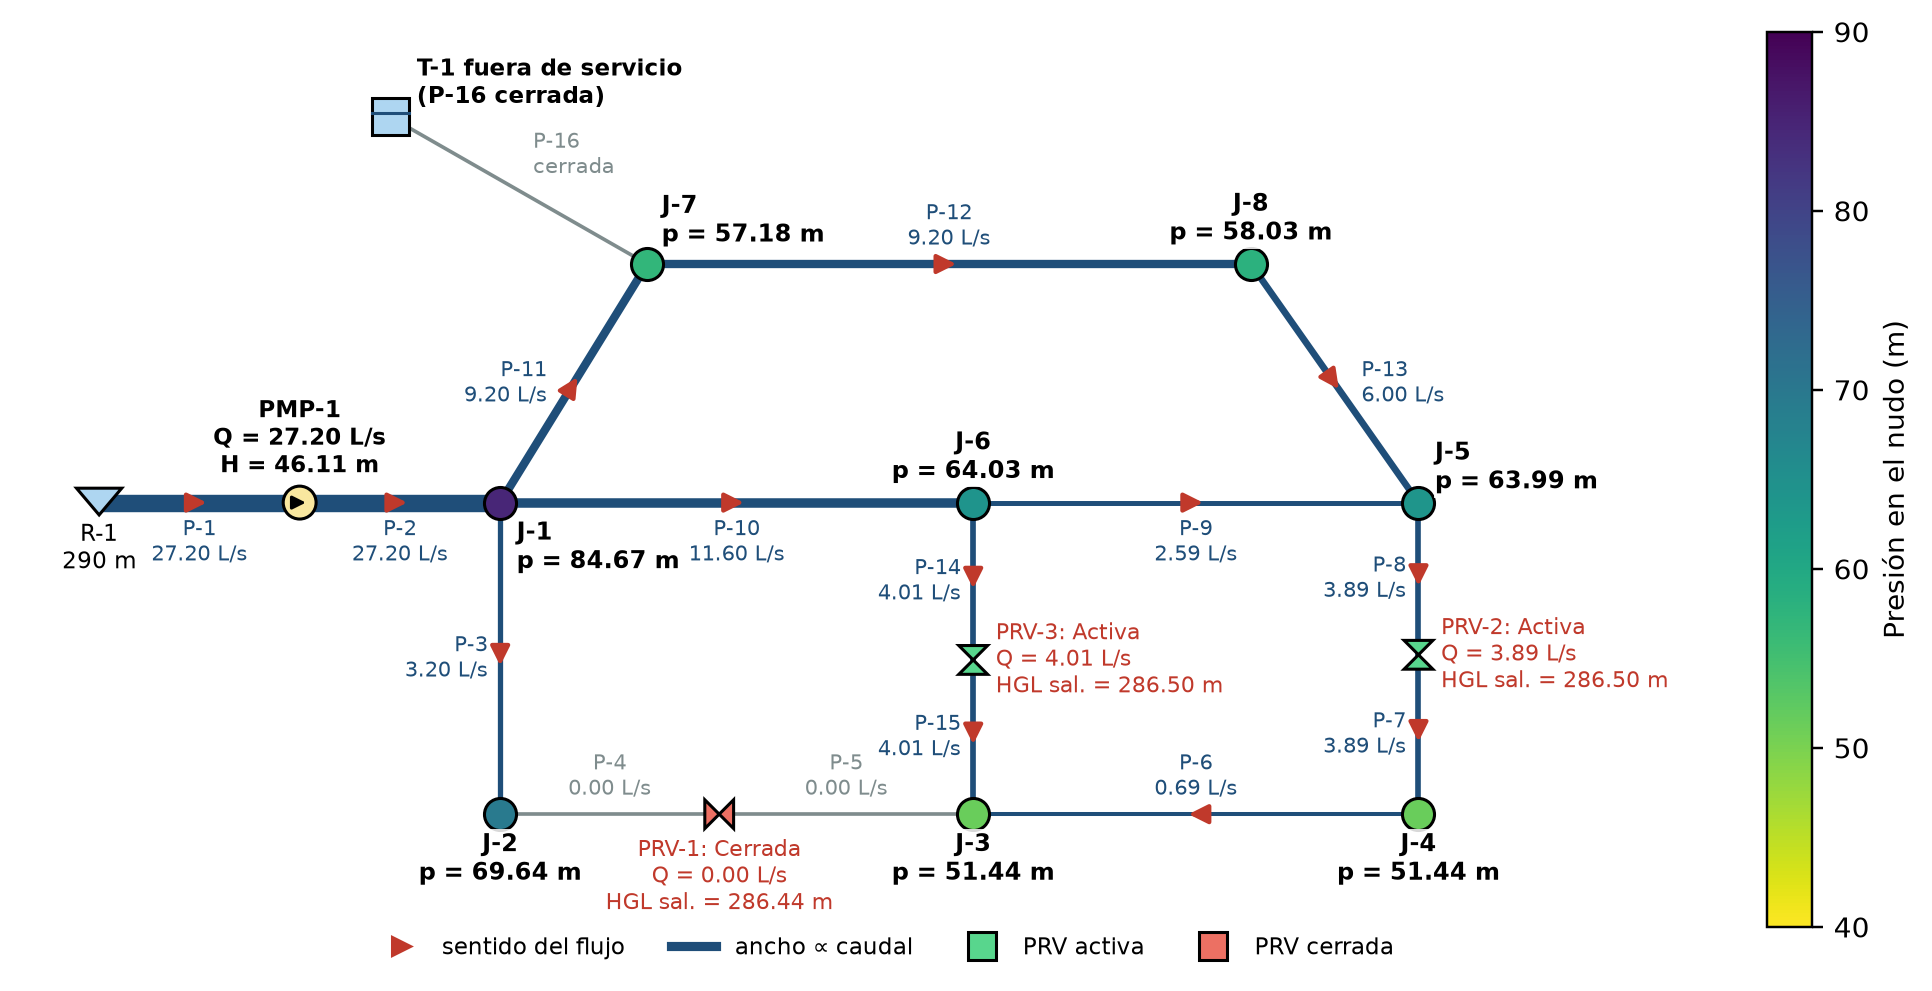 T-1 fuera de servicio
(P-16 cerrada)
P-16
cerrada
J-7
p = 57.18 m
P-12
9.20 L/s
J-8
p = 58.03 m
P-11
9.20 L/s
P-13
6.00 L/s
PMP-1
Q = 27.20 L/s
H = 46.11 m
J-6
p = 64.03 m
J-5
p = 63.99 m
R-1
290 m
P-1
27.20 L/s
P-2
27.20 L/s
J-1
p = 84.67 m
P-10
11.60 L/s
P-9
2.59 L/s
P-14
4.01 L/s
P-8
3.89 L/s
P-3
3.20 L/s
PRV-3: Activa
Q = 4.01 L/s
HGL sal. = 286.50 m
PRV-2: Activa
Q = 3.89 L/s
HGL sal. = 286.50 m
P-15
4.01 L/s
P-7
3.89 L/s
P-4
0.00 L/s
P-5
0.00 L/s
P-6
0.69 L/s
J-2
p = 69.64 m
PRV-1: Cerrada
Q = 0.00 L/s
HGL sal. = 286.44 m
J-3
p = 51.44 m
J-4
p = 51.44 m
sentido del flujo
ancho ∝ caudal
PRV activa
PRV cerrada
90
80
70
60
50
40
Presión en el nudo (m)